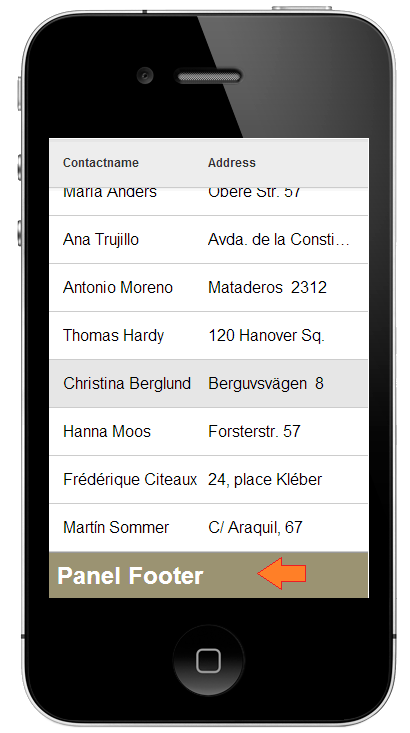 Contactname Address
Maria Anders Obere Str. 57
Ana Trujillo Avda. de la Consti...
Antonio Moreno Mataderos  2312
Thomas Hardy 120 Hanover Sq.
Christina Berglund Berguvsvägen  8
Hanna Moos Forsterstr. 57
Frédérique Citeaux 24, place Kléber
Martín Sommer C/ Araquil, 67
Panel Footer